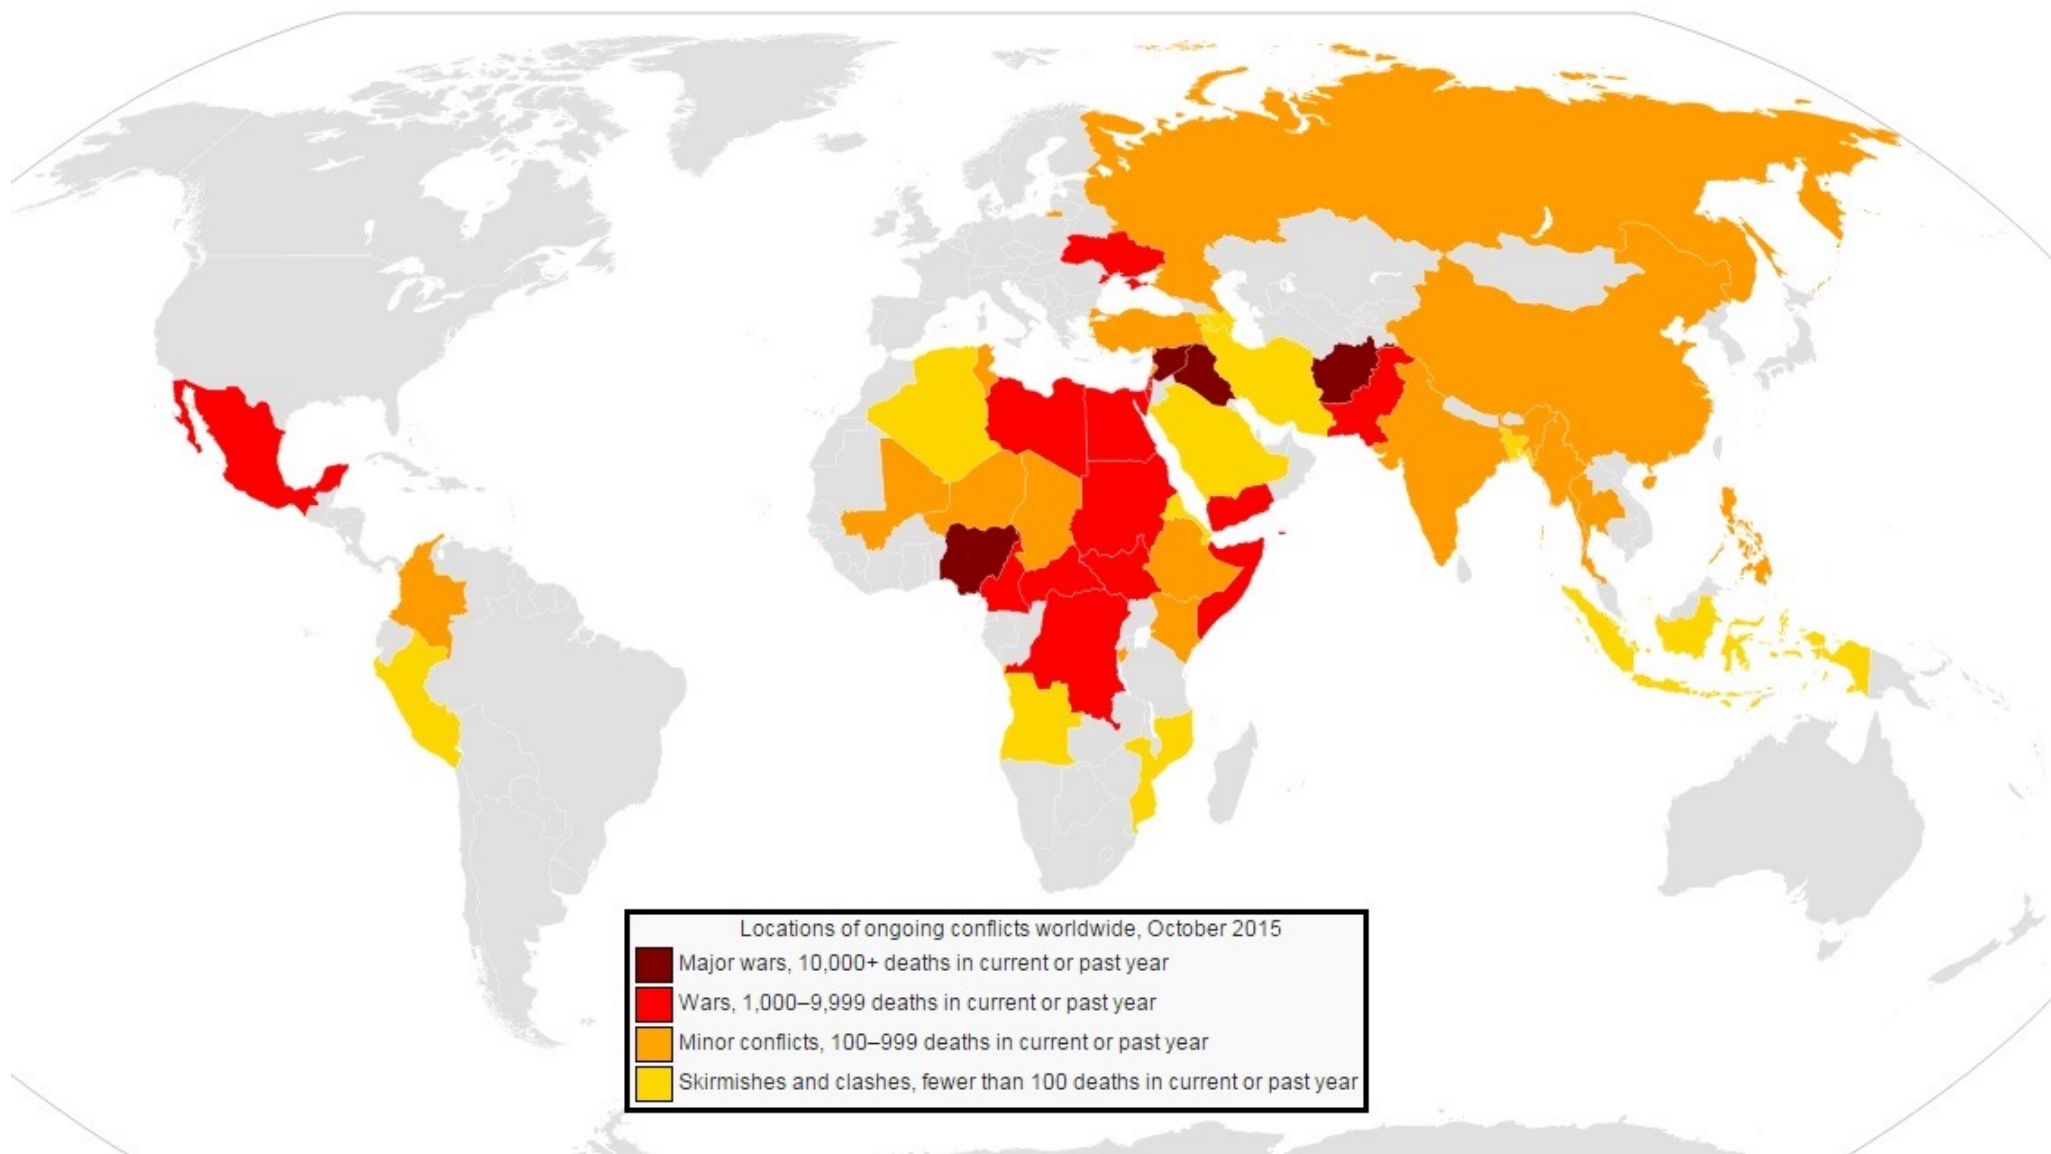 Locations of ongoing conflicts worldwide, October 2015
Major wars, 10,000+ deaths in current or past year
Wars, 1,000–9,999 deaths in current or past year
Minor conflicts, 100–999 deaths in current or past year
Skirmishes and clashes, fewer than 100 deaths in current or past year